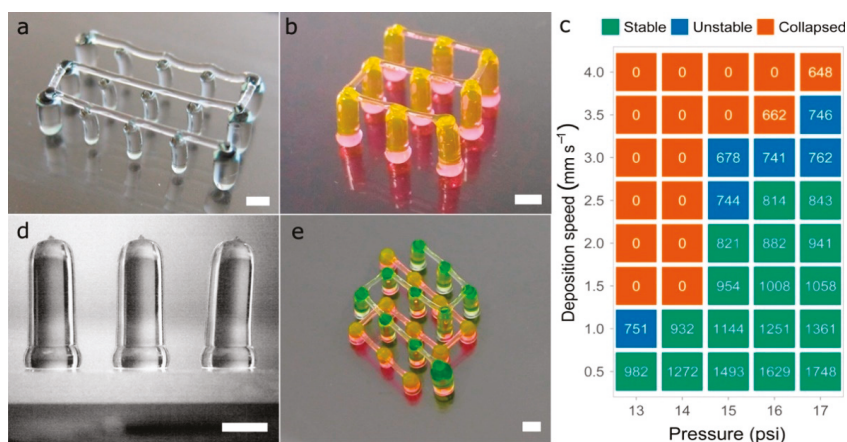 a
b
c
Stable Unstable Collapsed
Deposition speed (mm s⁻¹)
4.0 0 0 0 0 648
3.5 0 0 0 662 746
3.0 0 0 678 741 762
2.5 0 0 744 814 843
2.0 0 0 821 882 941
1.5 0 0 954 1008 1058
1.0 751 932 1144 1251 1361
0.5 982 1272 1493 1629 1748
13 14 15 16 17
Pressure (psi)
d
e